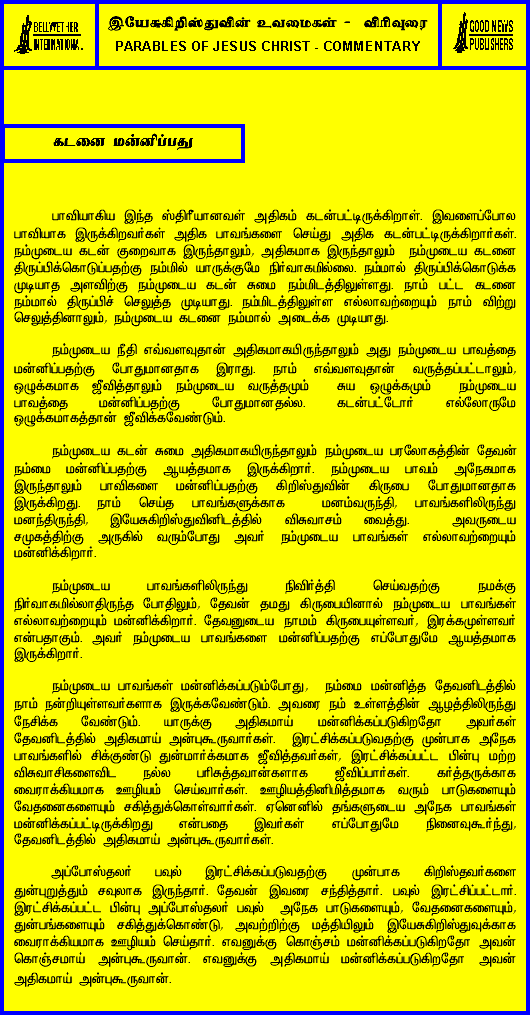 BELLWETHER
INTERNATIONAL
இயேசுகிறிஸ்துவின் உவமைகள் - விரிவுரை
PARABLES OF JESUS CHRIST - COMMENTARY
GOOD NEWS
PUBLISHERS
கடனை மன்னிப்பது
பாவியாகிய இந்த ஸ்திரீயானவள் அதிகம் கடன்பட்டிருக்கிறாள். இவளைப்போல
பாவியாக இருக்கிறவர்கள் அதிக பாவங்களை செய்து அதிக கடன்பட்டிருக்கிறார்கள்.
நம்முடைய கடன் குறைவாக இருந்தாலும், அதிகமாக இருந்தாலும் நம்முடைய கடனை
திருப்பிக்கொடுப்பதற்கு நம்மில் யாருக்குமே நிர்வாகமில்லை. நம்மால் திருப்பிக்கொடுக்க
முடியாத அளவிற்கு நம்முடைய கடன் சுமை நம்மிடத்திலுள்ளது. நாம் பட்ட கடனை
நம்மால் திருப்பிச் செலுத்த முடியாது. நம்மிடத்திலுள்ள எல்லாவற்றையும் நாம் விற்று
செலுத்தினாலும், நம்முடைய கடனை நம்மால் அடைக்க முடியாது.
நம்முடைய நீதி எவ்வளவுதான் அதிகமாகயிருந்தாலும் அது நம்முடைய பாவத்தை
மன்னிப்பதற்கு போதுமானதாக இராது. நாம் எவ்வளவுதான் வருத்தப்பட்டாலும்,
ஒழுக்கமாக ஜீவித்தாலும் நம்முடைய வருத்தமும் சுய ஒழுக்கமும் நம்முடைய
பாவத்தை மன்னிப்பதற்கு போதுமானதல்ல. கடன்பட்டோர் எல்லோருமே
ஒழுக்கமாகத்தான் ஜீவிக்கவேண்டும்.
நம்முடைய கடன் சுமை அதிகமாகயிருந்தாலும் நம்முடைய பரலோகத்தின் தேவன்
நம்மை மன்னிப்பதற்கு ஆயத்தமாக இருக்கிறார். நம்முடைய பாவம் அநேகமாக
இருந்தாலும் பாவிகளை மன்னிப்பதற்கு கிறிஸ்துவின் கிருபை போதுமானதாக
இருக்கிறது. நாம் செய்த பாவங்களுக்காக மனம்வருந்தி, பாவங்களிலிருந்து
மனந்திருந்தி, இயேசுகிறிஸ்துவினிடத்தில் விசுவாசம் வைத்து. அவருடைய
சமுகத்திற்கு அருகில் வரும்போது அவர் நம்முடைய பாவங்கள் எல்லாவற்றையும்
மன்னிக்கிறார்.
நம்முடைய பாவங்களிலிருந்து நிவிர்த்தி செய்வதற்கு நமக்கு
நிர்வாகமில்லாதிருந்த போதிலும், தேவன் தமது கிருபையினால் நம்முடைய பாவங்கள்
எல்லாவற்றையும் மன்னிக்கிறார். தேவனுடைய நாமம் கிருபையுள்ளவர், இரக்கமுள்ளவர்
என்பதாகும். அவர் நம்முடைய பாவங்களை மன்னிப்பதற்கு எப்போதுமே ஆயத்தமாக
இருக்கிறார்.
நம்முடைய பாவங்கள் மன்னிக்கப்படும்போது, நம்மை மன்னித்த தேவனிடத்தில்
நாம் நன்றியுள்ளவர்களாக இருக்கவேண்டும். அவரை நம் உள்ளத்தின் ஆழத்திலிருந்து
நேசிக்க வேண்டும். யாருக்கு அதிகமாய் மன்னிக்கப்படுகிறதோ அவர்கள்
தேவனிடத்தில் அதிகமாய் அன்புகூருவார்கள். இரட்சிக்கப்படுவதற்கு முன்பாக அநேக
பாவங்களில் சிக்குண்டு துன்மார்க்கமாக ஜீவித்தவர்கள், இரட்சிக்கப்பட்ட பின்பு மற்ற
விசுவாசிகளைவிட நல்ல பரிசுத்தவான்களாக ஜீவிப்பார்கள். கர்த்தருக்காக
வைராக்கியமாக ஊழியம் செய்வார்கள். ஊழியத்தினிமித்தமாக வரும் பாடுகளையும்
வேதனைகளையும் சகித்துக்கொள்வார்கள். ஏனெனில் தங்களுடைய அநேக பாவங்கள்
மன்னிக்கப்பட்டிருக்கிறது என்பதை இவர்கள் எப்போதுமே நினைவுகூர்ந்து,
தேவனிடத்தில் அதிகமாய் அன்புகூருவார்கள்.
அப்போஸ்தலர் பவுல் இரட்சிக்கப்படுவதற்கு முன்பாக கிறிஸ்தவர்களை
துன்புறுத்தும் சவுலாக இருந்தார். தேவன் இவரை சந்தித்தார். பவுல் இரட்சிப்பட்டார்.
இரட்சிக்கப்பட்ட பின்பு அப்போஸ்தலர் பவுல் அநேக பாடுகளையும், வேதனைகளையும்,
துன்பங்களையும் சகித்துக்கொண்டு, அவற்றிற்கு மத்தியிலும் இயேசுகிறிஸ்துவுக்காக
வைராக்கியமாக ஊழியம் செய்தார். எவனுக்கு கொஞ்சம் மன்னிக்கப்படுகிறதோ அவன்
கொஞ்சமாய் அன்புகூருவான். எவனுக்கு அதிகமாய் மன்னிக்கப்படுகிறதோ அவன்
அதிகமாய் அன்புகூருவான்.